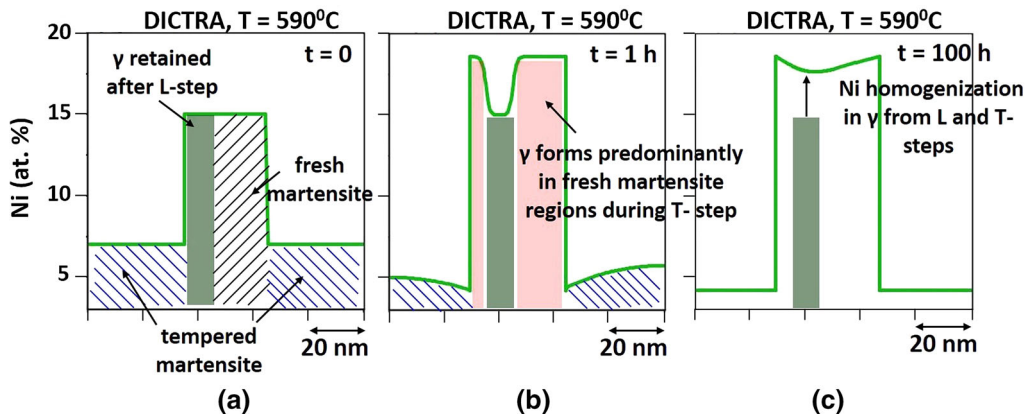 DICTRA, T = 590⁰C
DICTRA, T = 590⁰C
DICTRA, T = 590⁰C
Ni (at. %)
20
15
10
5
t = 0
γ retained
after L-step
fresh
martensite
tempered
martensite
20 nm
(a)
t = 1 h
γ forms predominantly
in fresh martensite
regions during T- step
20 nm
(b)
t = 100 h
Ni homogenization
in γ from L and T-
steps
20 nm
(c)